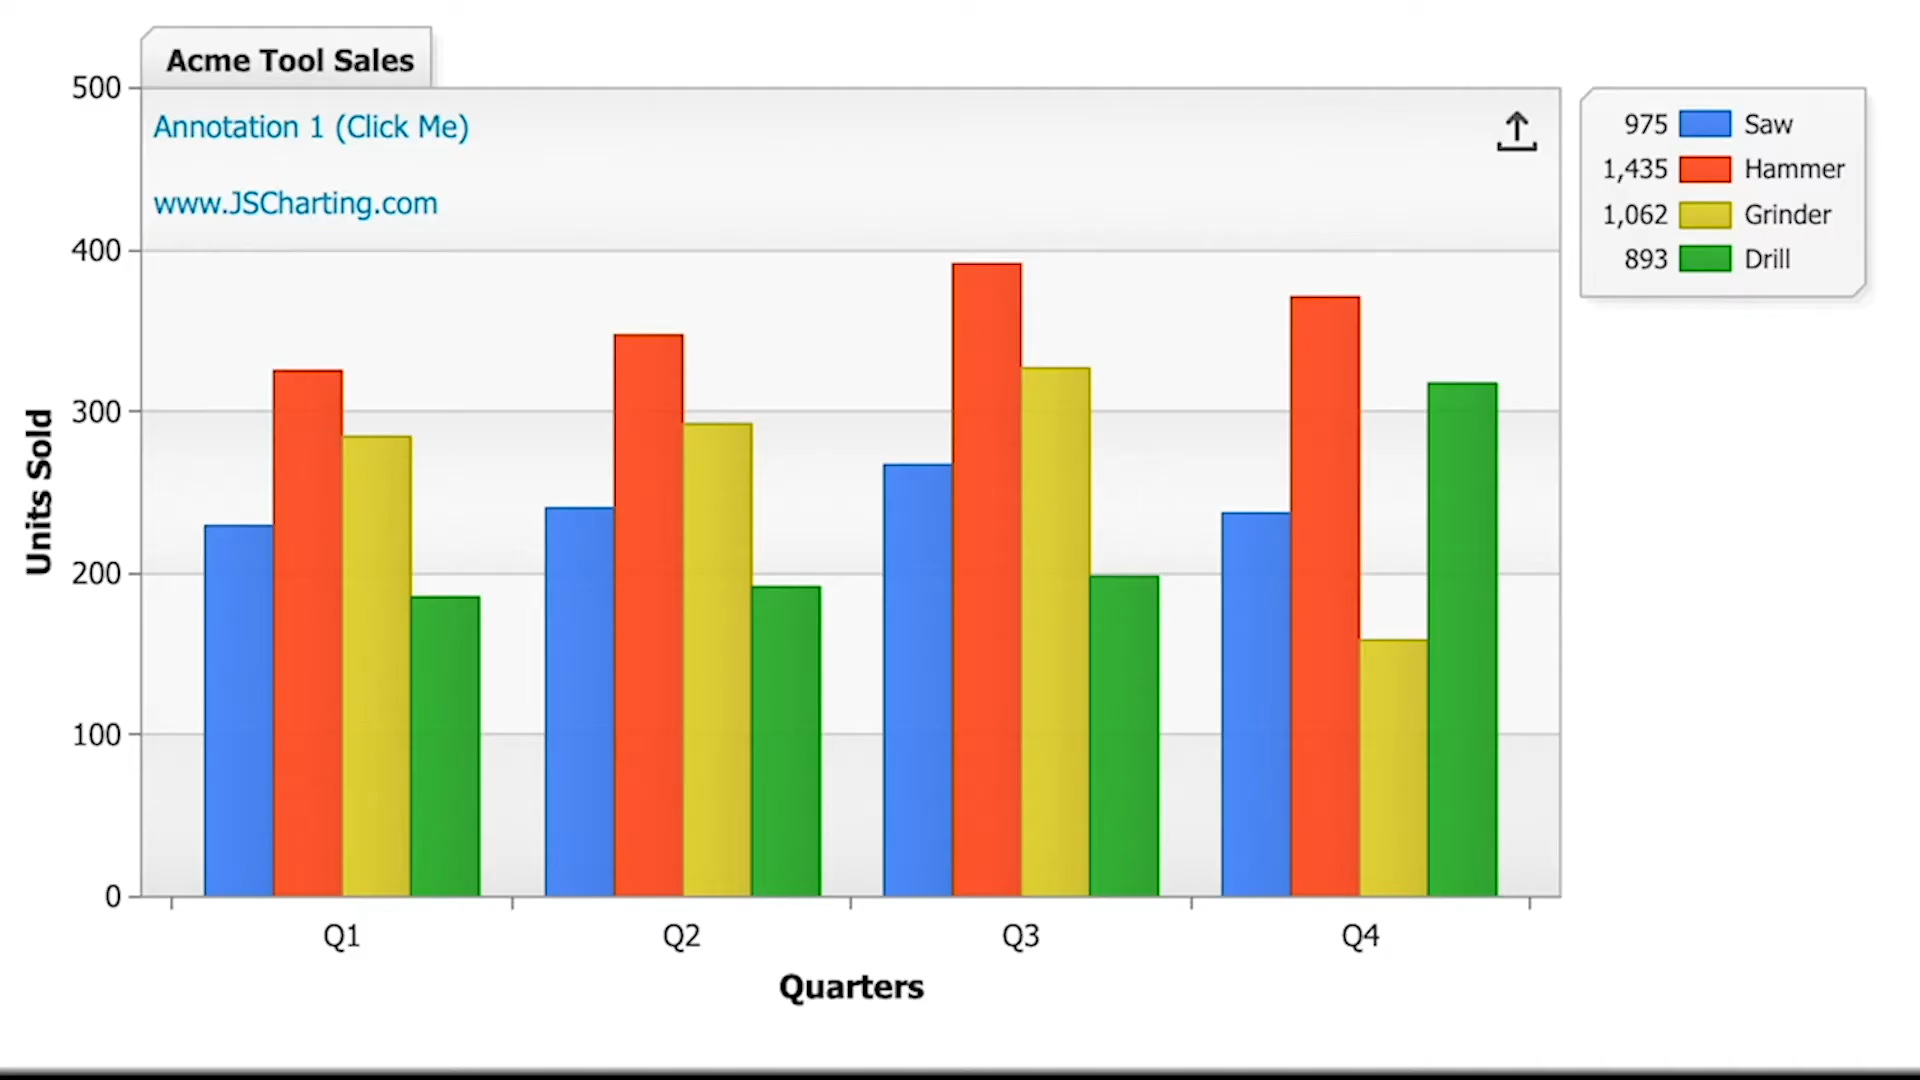 Acme Tool Sales
500
Annotation 1 (Click Me)
www.JSCharting.com
400
300
200
100
0
Units Sold
Q1 Q2 Q3 Q4
Quarters
975 Saw
1,435 Hammer
1,062 Grinder
893 Drill